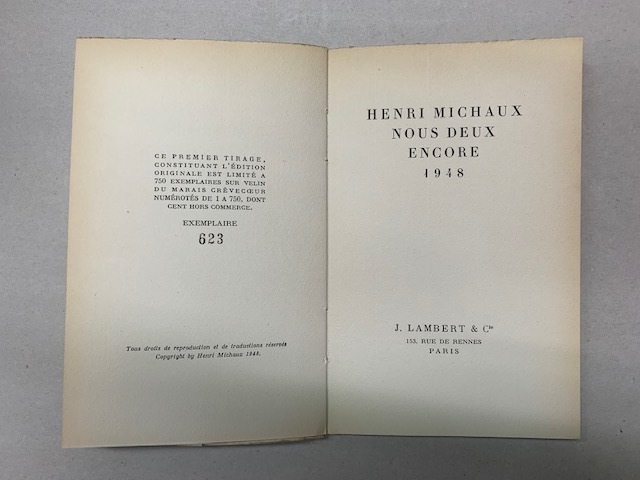 CE PREMIER TIRAGE,
CONSTITUANT L'ÉDITION
ORIGINALE EST LIMITÉ A
750 EXEMPLAIRES SUR VELIN
DU MARAIS CRÈVECŒUR
NUMÉROTÉS DE 1 A 750, DONT
CENT HORS COMMERCE.
EXEMPLAIRE
623
Tous droits de reproduction et de traductions réservés
Copyright by Henri Michaux 1948.
HENRI MICHAUX
NOUS DEUX
ENCORE
1948
J. LAMBERT & Cie
153, RUE DE RENNES
PARIS